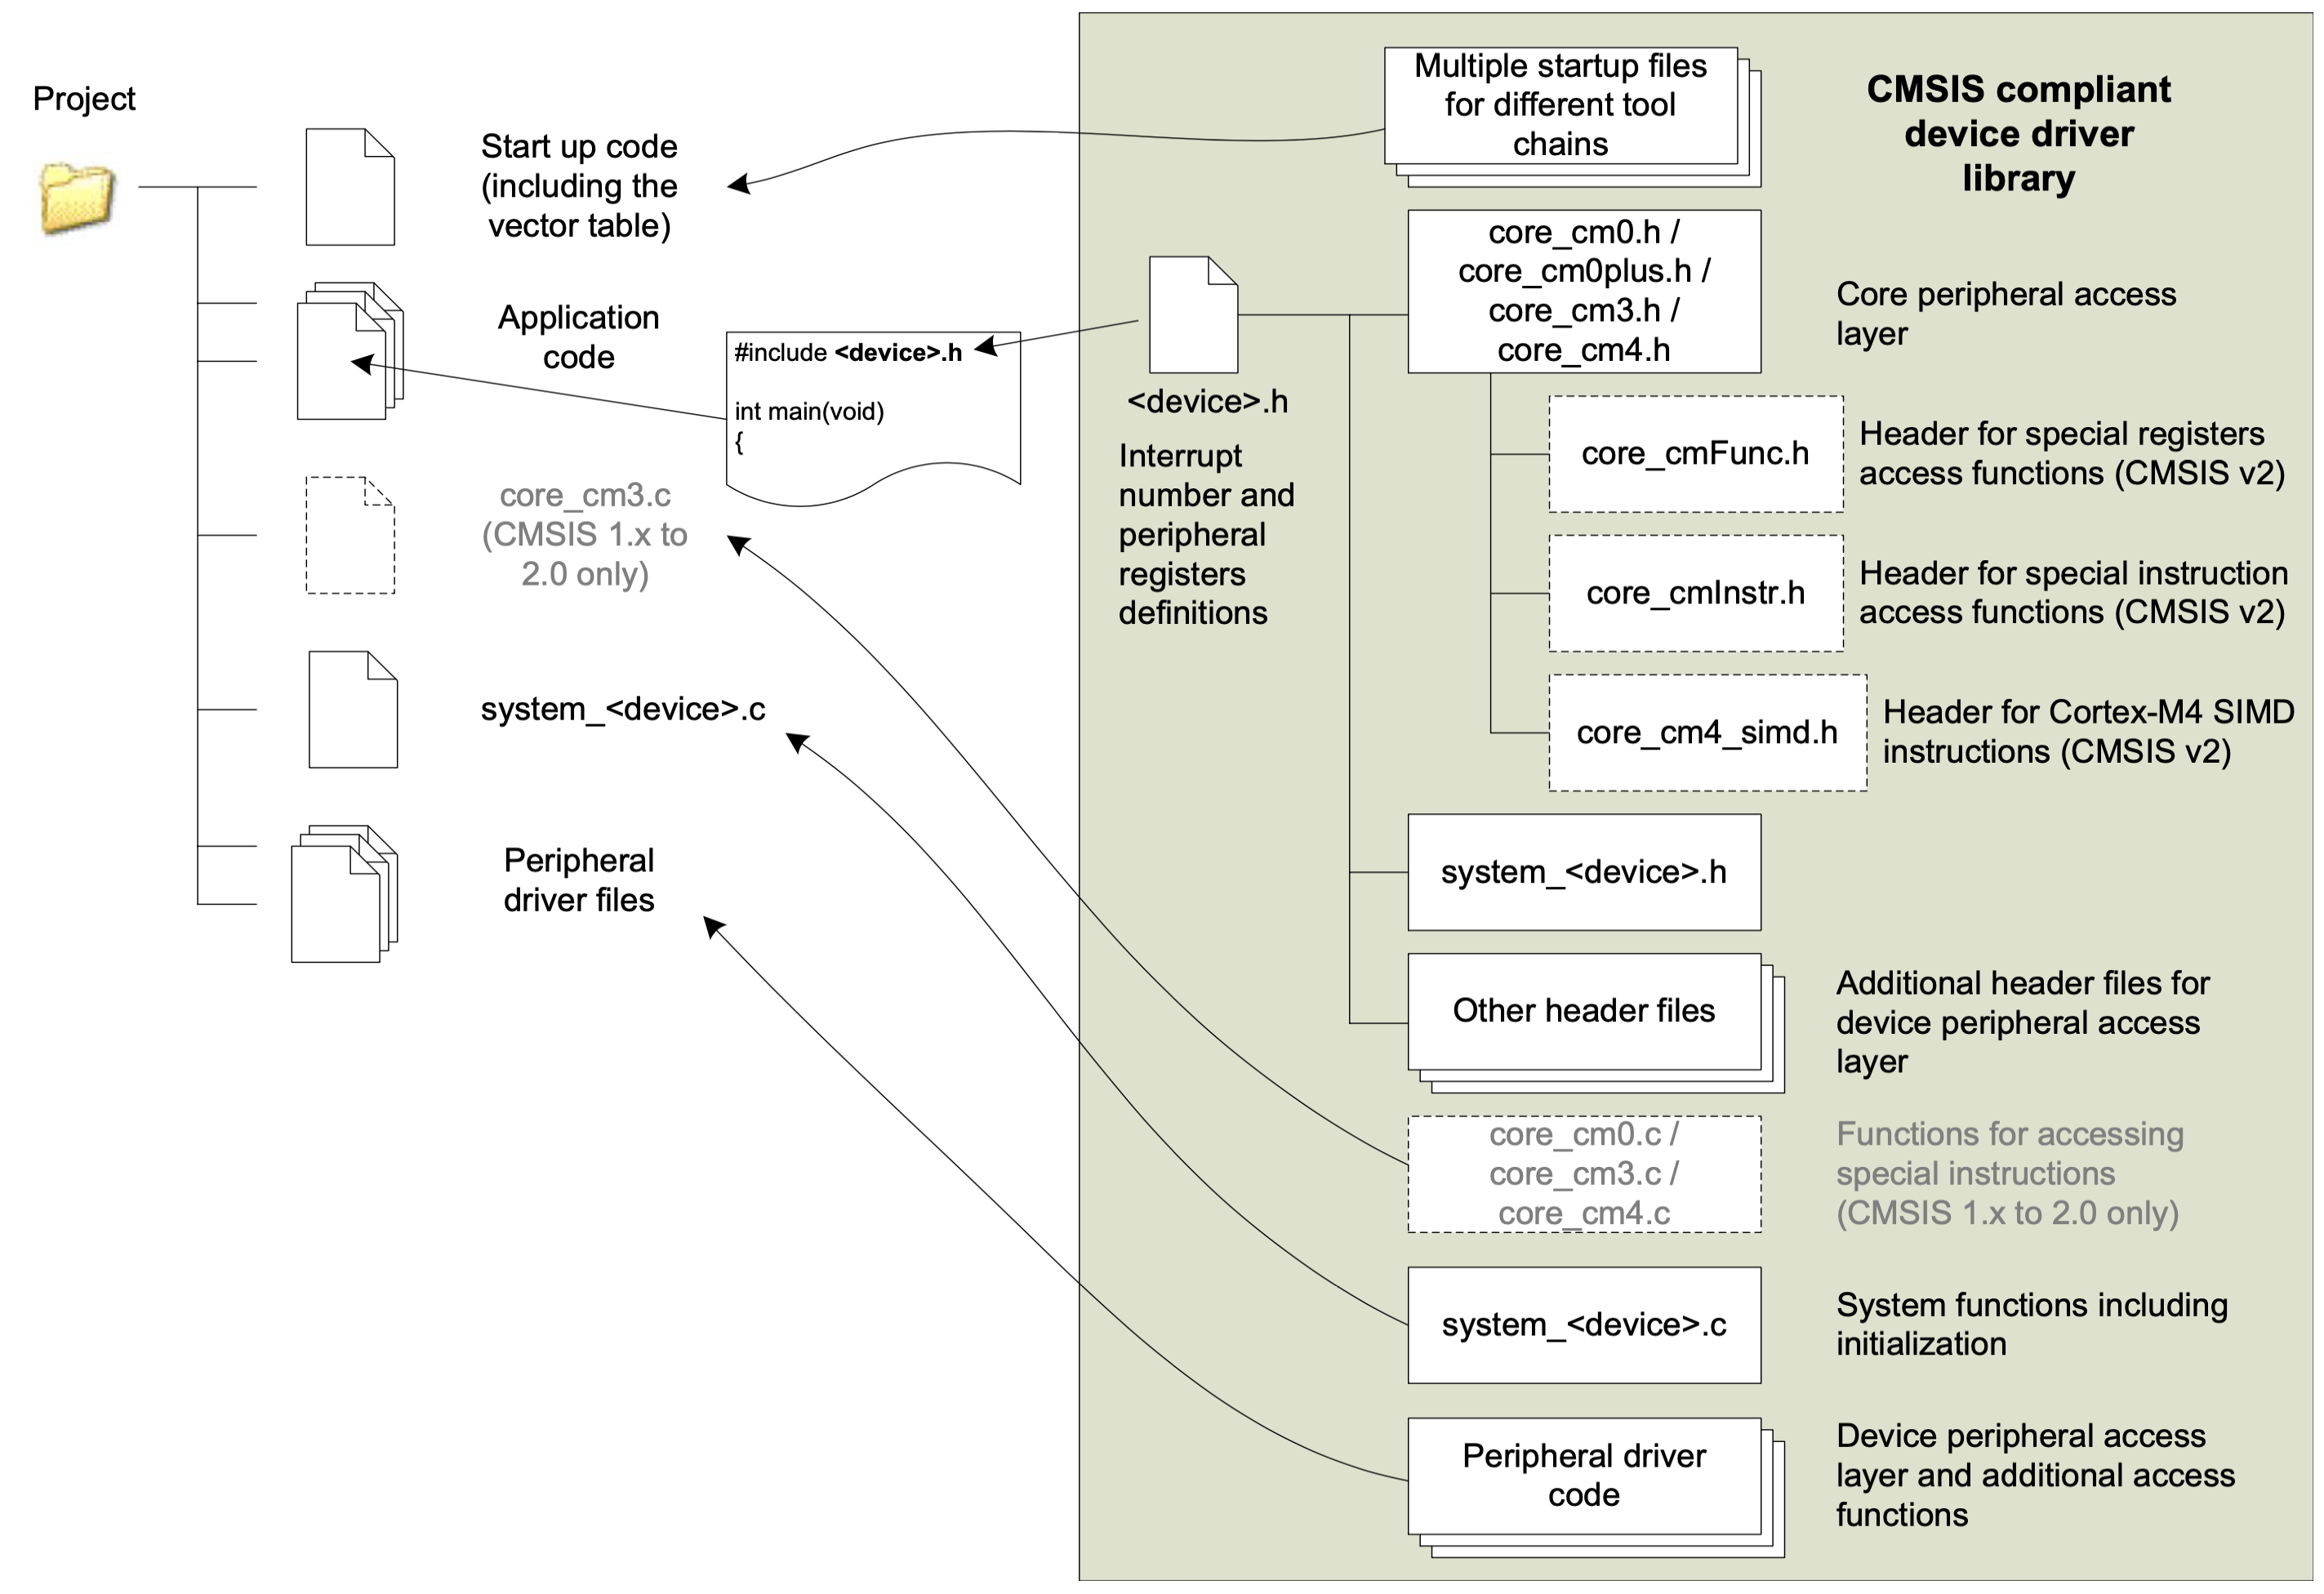 Project
Start up code
(including the
vector table)
Application
code
#include <device>.h
int main(void)
{
core_cm3.c
(CMSIS 1.x to
2.0 only)
system_<device>.c
Peripheral
driver files
CMSIS compliant
device driver
library
Multiple startup files
for different tool
chains
<device>.h
Interrupt
number and
peripheral
registers
definitions
core_cm0.h /
core_cm0plus.h /
core_cm3.h /
core_cm4.h
Core peripheral access
layer
core_cmFunc.h
Header for special registers
access functions (CMSIS v2)
core_cmInstr.h
Header for special instruction
access functions (CMSIS v2)
core_cm4_simd.h
Header for Cortex-M4 SIMD
instructions (CMSIS v2)
system_<device>.h
Other header files
Additional header files for
device peripheral access
layer
core_cm0.c /
core_cm3.c /
core_cm4.c
Functions for accessing
special instructions
(CMSIS 1.x to 2.0 only)
system_<device>.c
System functions including
initialization
Peripheral driver
code
Device peripheral access
layer and additional access
functions